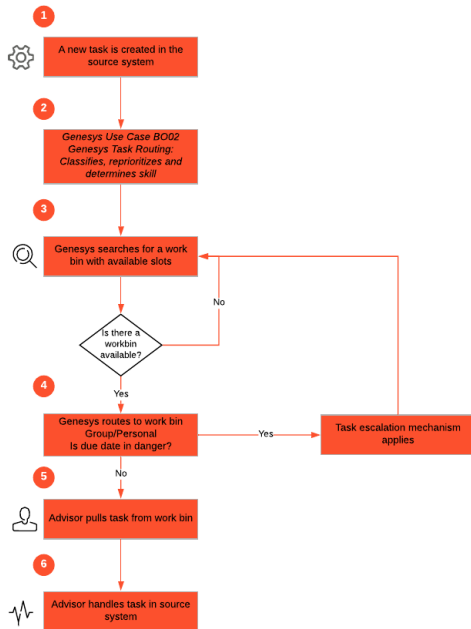 1
A new task is created in the
source system
2
Genesys Use Case BO02
Genesys Task Routing:
Classifies, reprioritizes and
determines skill
3
Genesys searches for a work
bin with available slots
No
Is there a
workbin
available?
4
Yes
Genesys routes to work bin
Group/Personal
Is due date in danger?
Yes
Task escalation mechanism
applies
No
5
Advisor pulls task from work bin
6
Advisor handles task in source
system